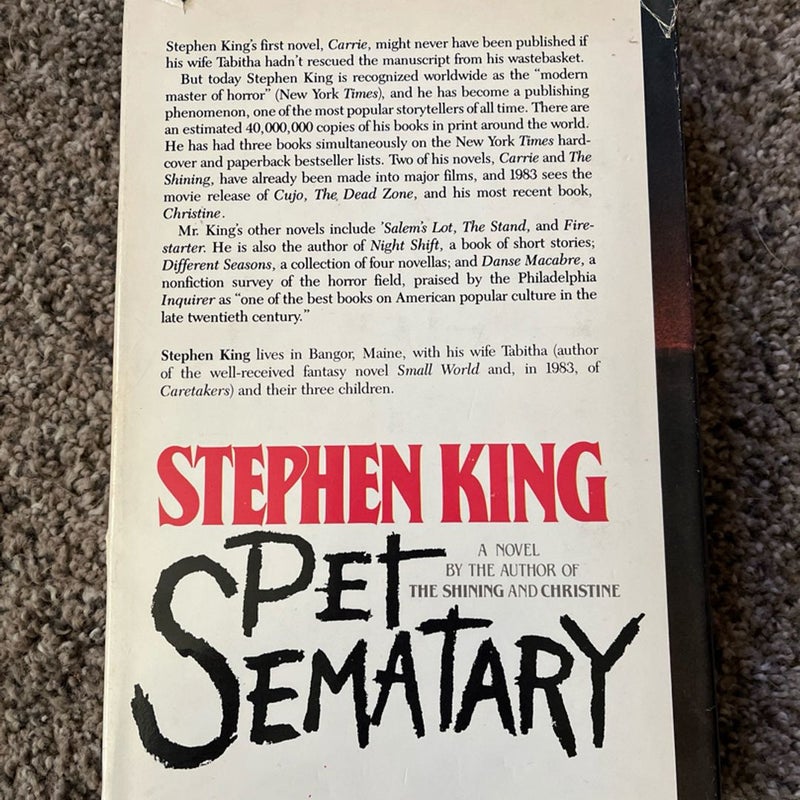 Stephen King's first novel, Carrie, might never have been published if
his wife Tabitha hadn't rescued the manuscript from his wastebasket.
But today Stephen King is recognized worldwide as the "modern
master of horror" (New York Times), and he has become a publishing
phenomenon, one of the most popular storytellers of all time. There are
an estimated 40,000,000 copies of his books in print around the world.
He has had three books simultaneously on the New York Times hard-
cover and paperback bestseller lists. Two of his novels, Carrie and The
Shining, have already been made into major films, and 1983 sees the
movie release of Cujo, The Dead Zone, and his most recent book,
Christine.
Mr. King's other novels include 'Salem's Lot, The Stand, and Fire-
starter. He is also the author of Night Shift, a book of short stories;
Different Seasons, a collection of four novellas; and Danse Macabre, a
nonfiction survey of the horror field, praised by the Philadelphia
Inquirer as "one of the best books on American popular culture in the
late twentieth century."
Stephen King lives in Bangor, Maine, with his wife Tabitha (author
of the well-received fantasy novel Small World and, in 1983, of
Caretakers) and their three children.
STEPHEN KING
PET
A NOVEL
BY THE AUTHOR OF
THE SHINING AND CHRISTINE
SEMATARY